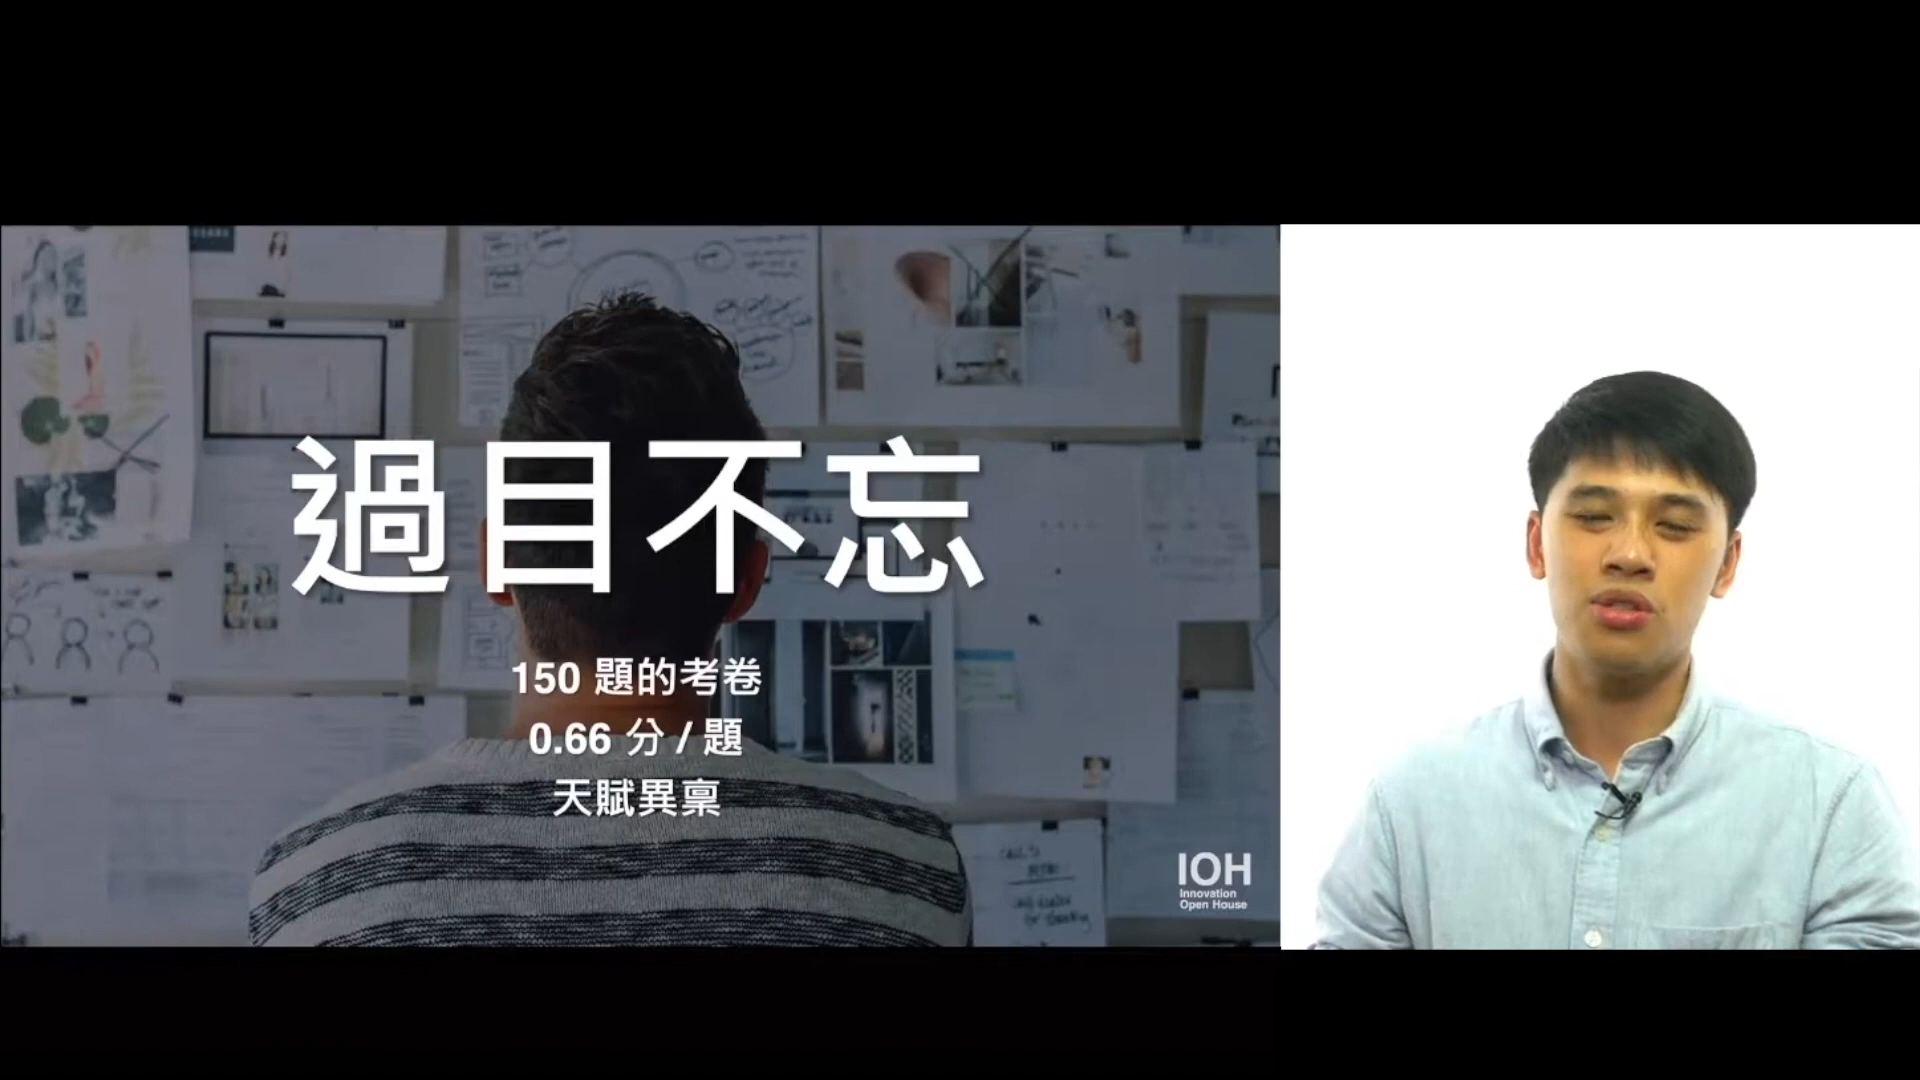 過目不忘
150 題的考卷
0.66 分 / 題
天賦異稟
IOH
Innovation
Open House